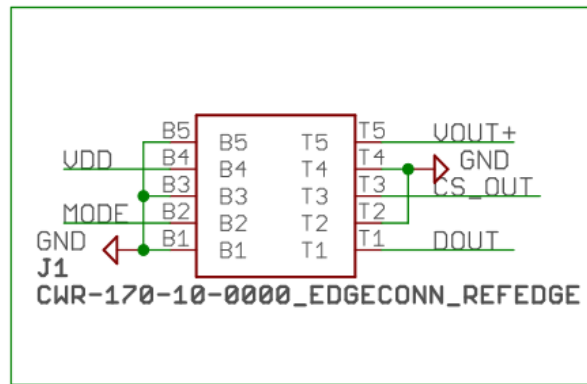 B5 B5 T5 T5 VOUT+
VDD B4 B4 T4 T4 GND
B3 B3 T3 T3 CS_OUT
MODE B2 B2 T2 T2
GND B1 B1 T1 T1 DOUT
J1
CWR-170-10-0000_EDGECONN_REFEDGE